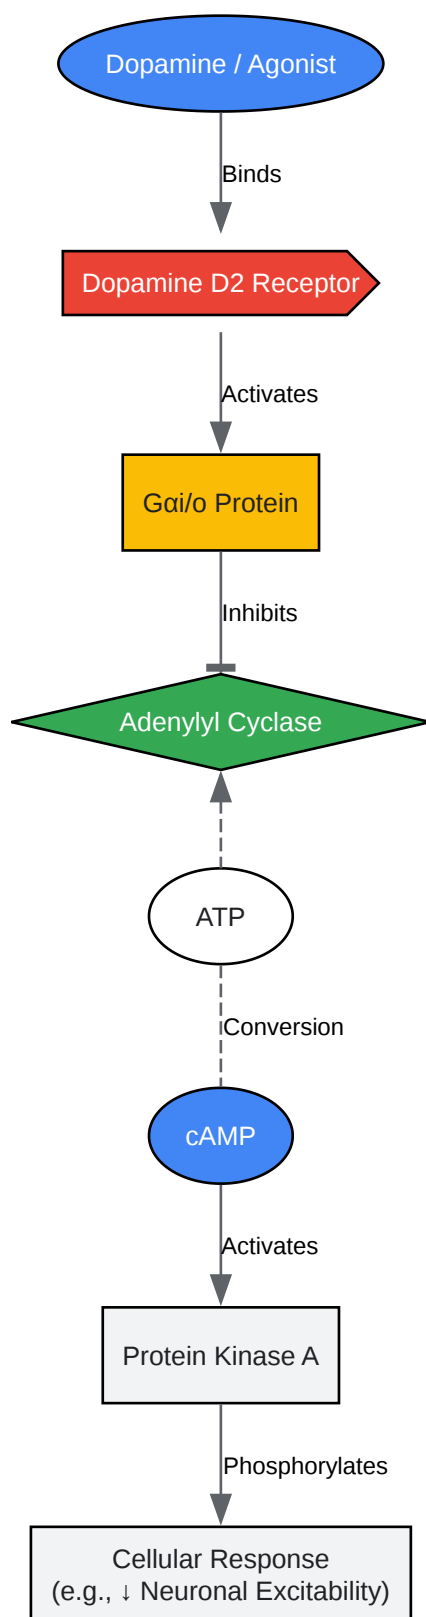 Dopamine / Agonist
Binds
Dopamine D2 Receptor
Activates
Gαi/o Protein
Inhibits
Adenylyl Cyclase
ATP
Conversion
cAMP
Activates
Protein Kinase A
Phosphorylates
Cellular Response
(e.g., ↓ Neuronal Excitability)